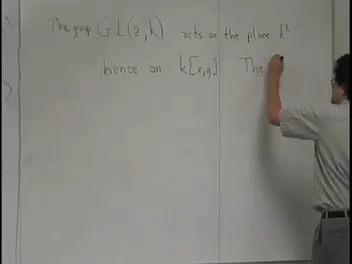 The group GL(2,k) acts on the plane k²
hence on k[x,y] The